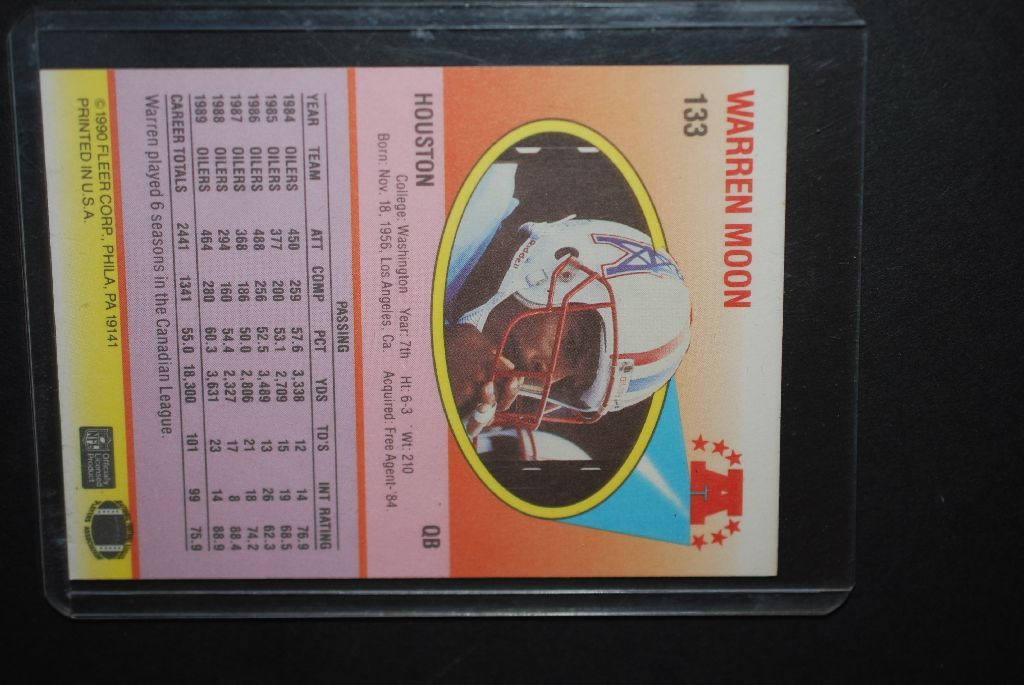 WARREN MOON
133
A
T
Riddell
HOUSTON QB
College: Washington Year: 7th Ht: 6-3 Wt: 210
Born: Nov. 18, 1956, Los Angeles, Ca Acquired: Free Agent-'84
PASSING
YEAR TEAM ATT COMP PCT YDS TD'S INT RATING
1984 OILERS 450 259 57.6 3,338 12 14 76.9
1985 OILERS 377 200 53.1 2,709 15 19 68.5
1986 OILERS 488 256 52.5 3,489 13 26 62.3
1987 OILERS 368 186 50.0 2,806 21 18 74.2
1988 OILERS 294 160 54.4 2,327 17 8 88.4
1989 OILERS 464 280 60.3 3,631 23 14 88.9
CAREER TOTALS 2441 1341 55.0 18,300 101 99 75.9
Warren played 6 seasons in the Canadian League.
©1990 FLEER CORP., PHILA, PA 19141
PRINTED IN U.S.A.
NFL
Officially
Licensed
Product